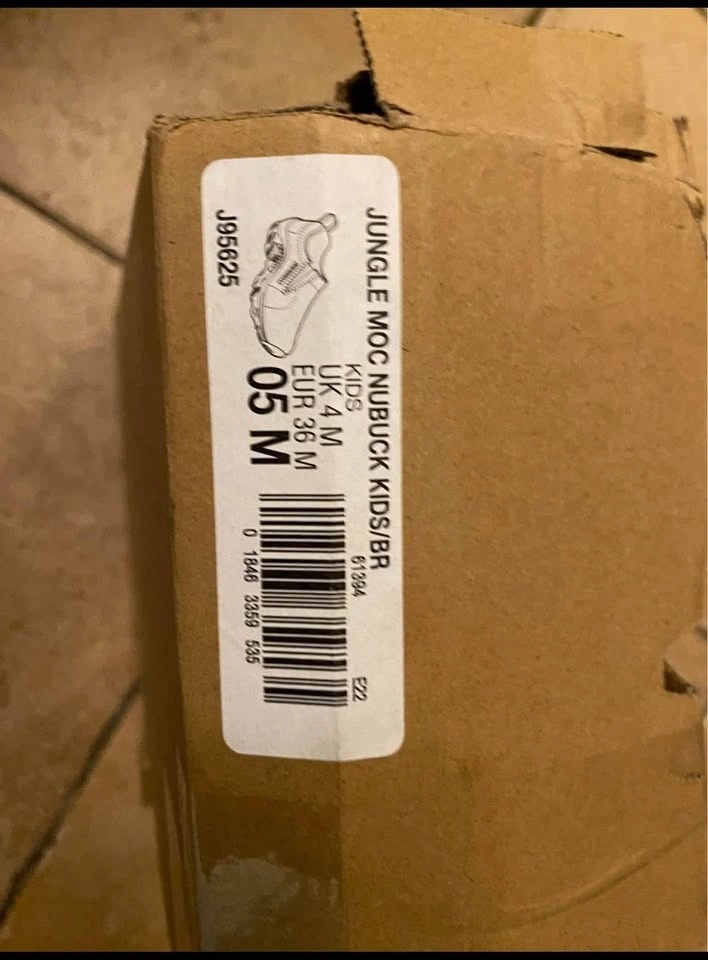 JUNGLE MOC NUBUCK KIDS/BR
KIDS
61394
E22
UK 4 M
EUR 36 M
05 M
J95625
0 1846 3359 535